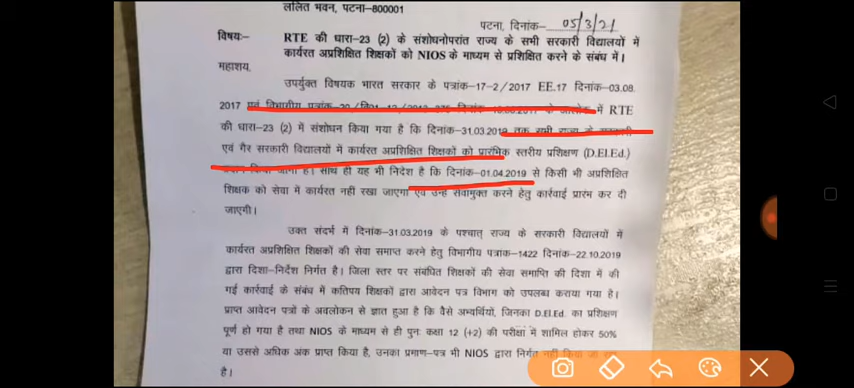 ललित भवन, पटना-800001
पटना, दिनांक- 05/3/21
विषयः- RTE की धारा-23 (2) के संशोधनोपरांत राज्य के सभी सरकारी विद्यालयों में
कार्यरत अप्रशिक्षित शिक्षकों को NIOS के माध्यम से प्रशिक्षित करने के संबंध में।
महाशय,
उपर्युक्त विषयक भारत सरकार के पत्रांक-17-2/2017 EE.17 दिनांक-03.08.
2017 एवं विभागीय पत्रांक में RTE
की धारा-23 (2) में संशोधन किया गया है कि दिनांक-31.03.2019 तक सभी राज्य के सरकारी
एवं गैर सरकारी विद्यालयों में कार्यरत अप्रशिक्षित शिक्षकों को प्रारंभिक स्तरीय प्रशिक्षण (D.El.Ed.)
साथ ही यह भी निदेश है कि दिनांक-01.04.2019 से किसी भी अप्रशिक्षित
शिक्षक को सेवा में कार्यरत नहीं रखा जाएगा एवं उन्हें सेवामुक्त करने हेतु कार्रवाई प्रारंभ कर दी
जाएगी।
उक्त संदर्भ में दिनांक-31.03.2019 के पश्चात् राज्य के सरकारी विद्यालयों में
कार्यरत अप्रशिक्षित शिक्षकों की सेवा समाप्त करने हेतु विभागीय पत्रांक-1422 दिनांक-22.10.2019
द्वारा दिशा-निर्देश निर्गत है। जिला स्तर पर संबंधित शिक्षकों की सेवा समाप्ति की दिशा में की
गई कार्रवाई के संबंध में कतिपय शिक्षकों द्वारा आवेदन पत्र विभाग को उपलब्ध कराया गया है।
प्राप्त आवेदन पत्रों के अवलोकन से ज्ञात हुआ है कि वैसे अभ्यर्थियों, जिनका D.El.Ed. का प्रशिक्षण
पूर्ण हो गया है तथा NIOS के माध्यम से ही पुनः कक्षा 12 (+2) की परीक्षा में शामिल होकर 50%
या उससे अधिक अंक प्राप्त किया है, उनका प्रमाण-पत्र भी NIOS द्वारा निर्गत नहीं किया जा
है।